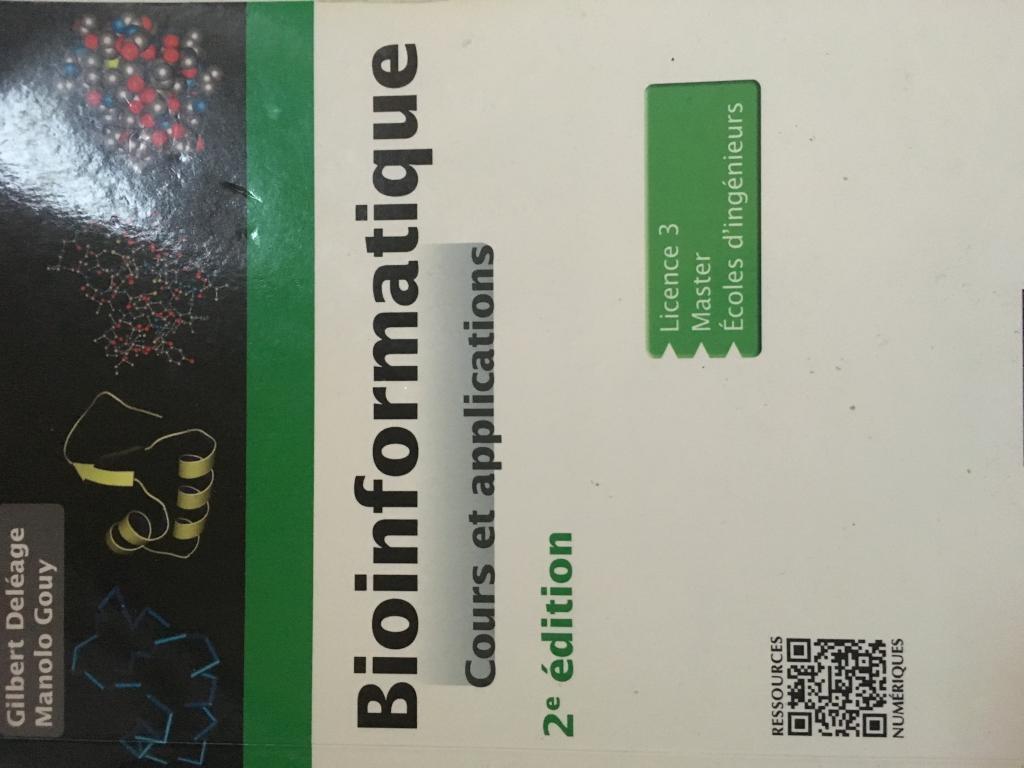 Gilbert Deléage
Manolo Gouy
Bioinformatique
Cours et applications
2e édition
Licence 3
Master
Écoles d'ingénieurs
RESSOURCES
NUMÉRIQUES